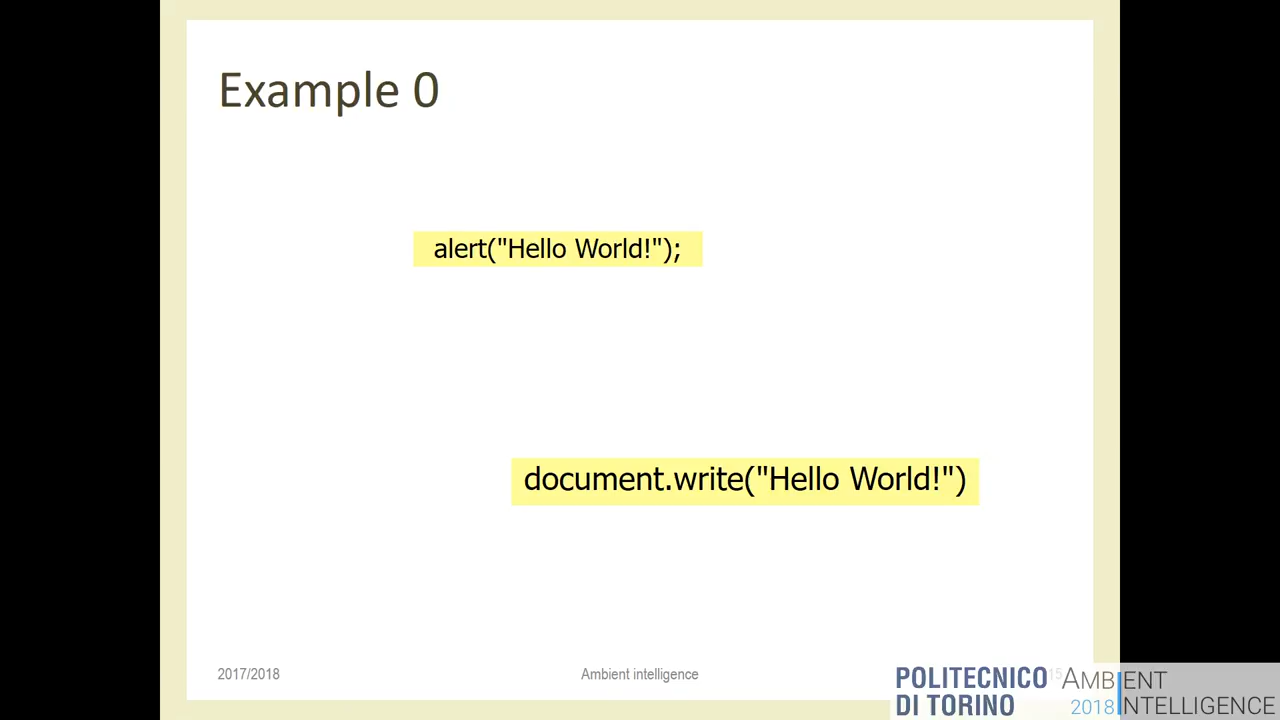 Example 0
alert("Hello World!");
document.write("Hello World!")
2017/2018
Ambient intelligence
15
POLITECNICO
DI TORINO
AMBIENT
2018 INTELLIGENCE